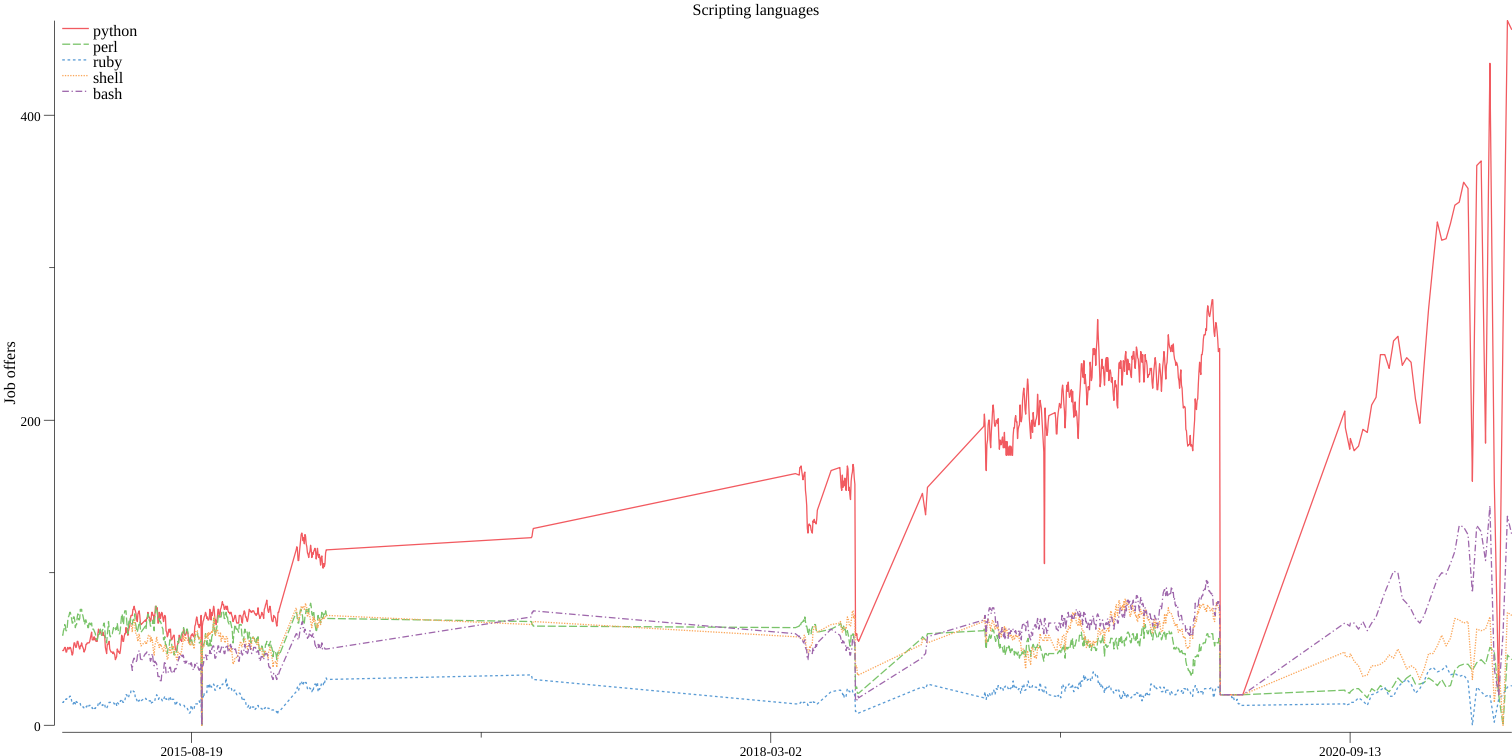 Scripting languages
python
perl
ruby
shell
bash
Job offers
400
200
0
2015-08-19
2018-03-02
2020-09-13